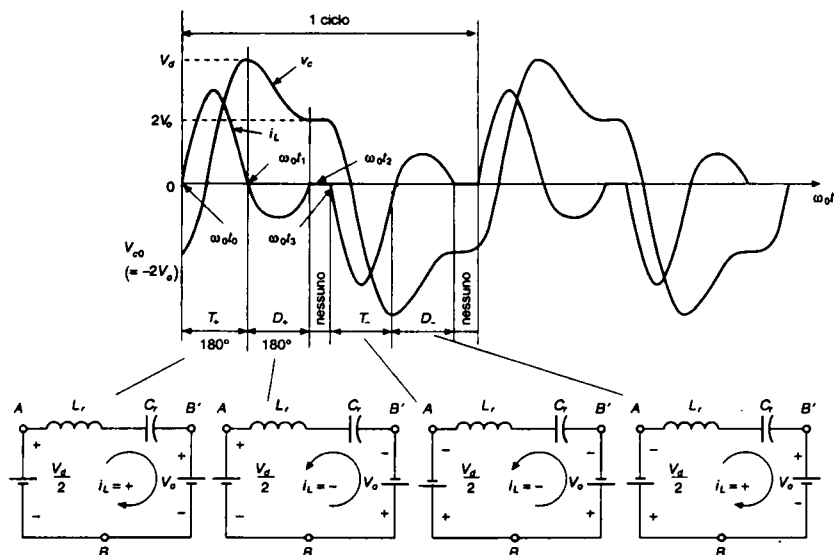 1 ciclo
V_d
v_c
2V_o
i_L
ω_0t_1
ω_0t_2
0
ω_0t
ω_0t_0
ω_0t_3
V_c0
(= –2V_o)
nessuno
nessuno
T_+
D_+
T_–
D_–
180°
180°
A
L_r
C_r
B'
A
L_r
C_r
B'
A
L_r
C_r
B'
A
L_r
C_r
B'
+
+
+
–
–
–
–
+
V_d/2
i_L = +
V_o
V_d/2
i_L = –
V_o
V_d/2
i_L = –
V_o
V_d/2
i_L = +
V_o
–
–
–
+
+
+
+
–
B
B
B
B